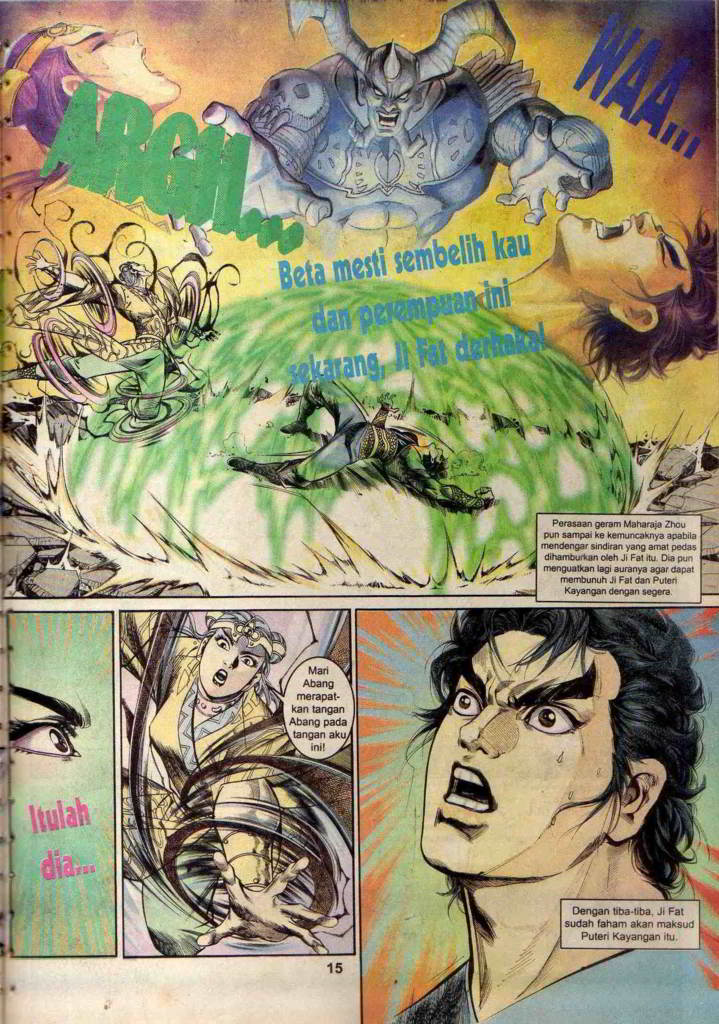 ARGH...
WAA...
Beta mesti sembelih kau
dan perempuan ini
sekarang, Ji Fat derhaka!
Perasaan geram Maharaja Zhou
pun sampai ke kemuncaknya apabila
mendengar sindiran yang amat pedas
dihamburkan oleh Ji Fat itu. Dia pun
menguatkan lagi auranya agar dapat
membunuh Ji Fat dan Puteri
Kayangan dengan segera.
Itulah
dia...
Mari
Abang
merapat-
kan tangan
Abang pada
tangan aku
ini!
Dengan tiba-tiba, Ji Fat
sudah faham akan maksud
Puteri Kayangan itu.
15